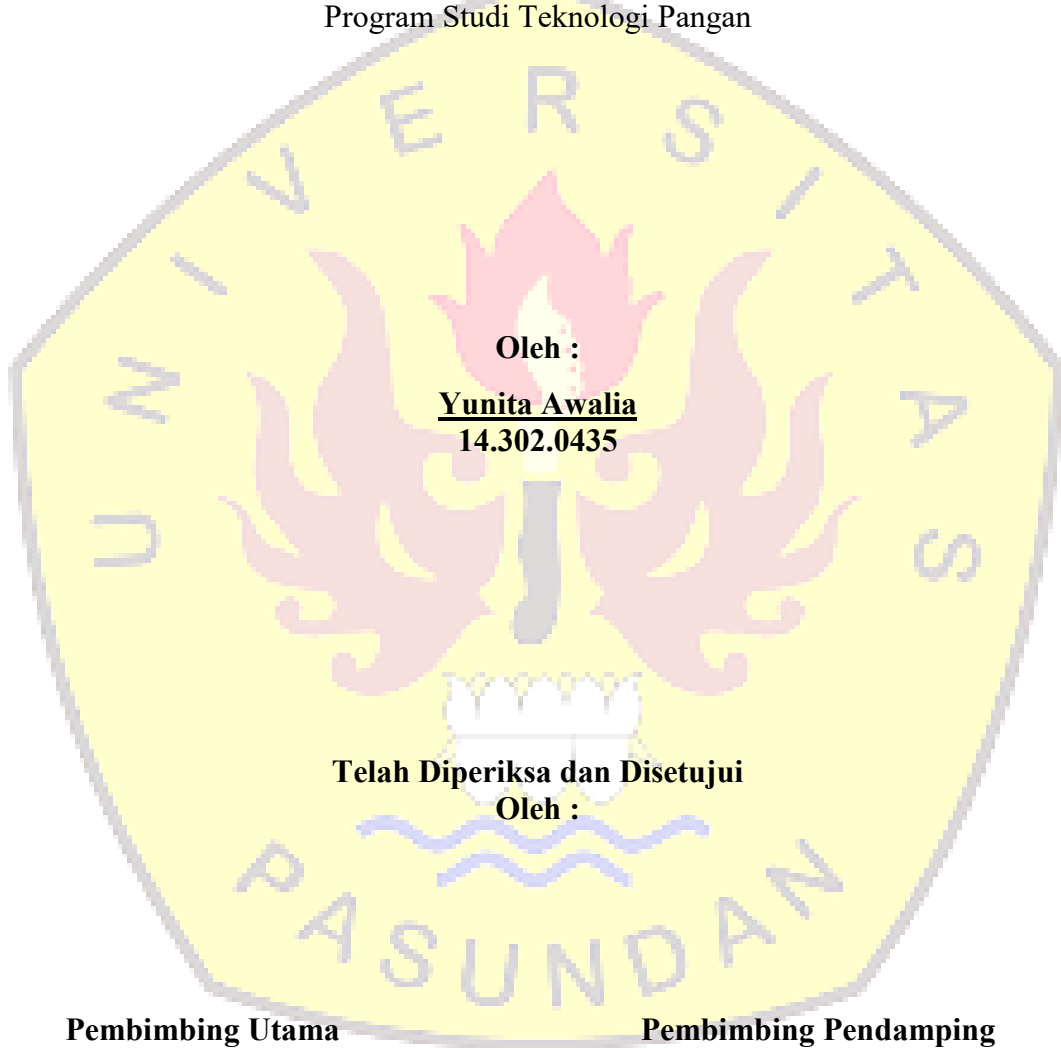 Program Studi Teknologi Pangan
UNIVERSITAS
Oleh :
Yunita Awalia
14.302.0435
Telah Diperiksa dan Disetujui
Oleh :
PASUNDAN
Pembimbing Utama Pembimbing Pendamping